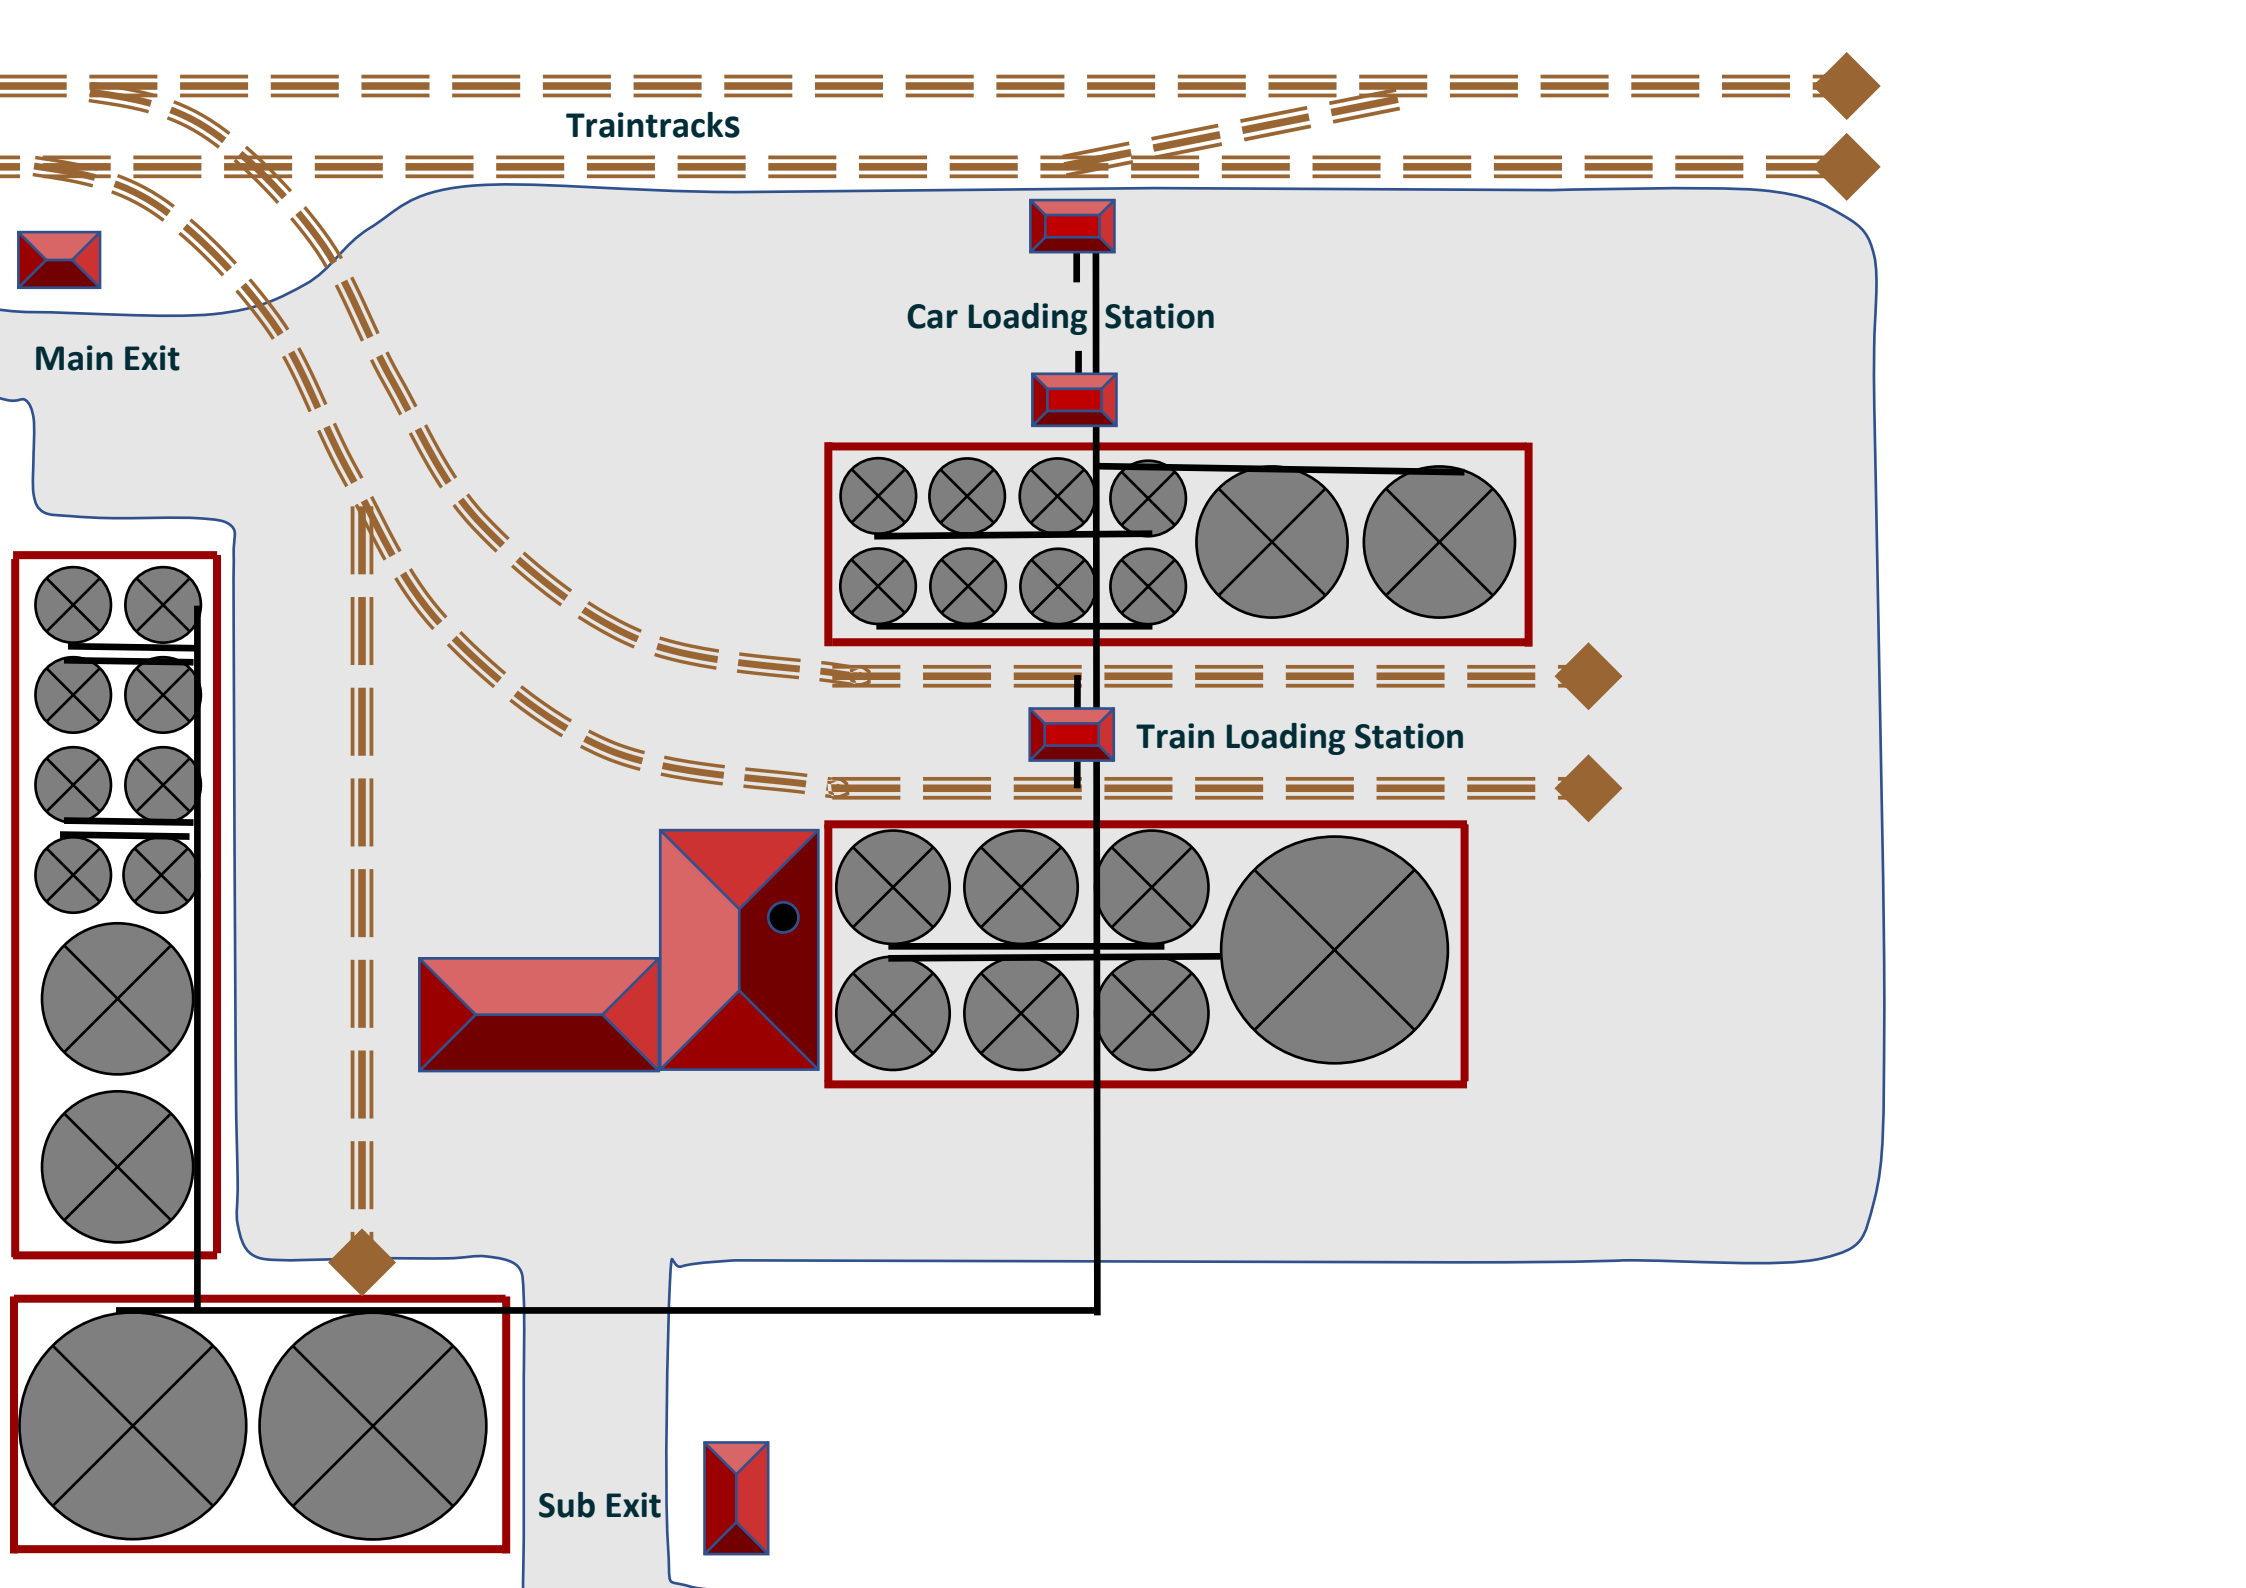 Traintracks
Car Loading Station
Main Exit
Train Loading Station
Sub Exit